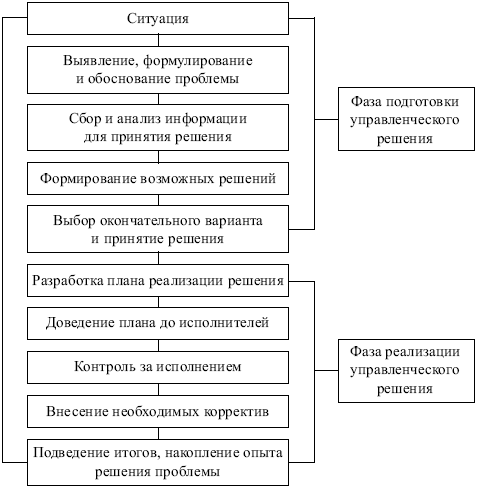 Ситуация
Выявление, формулирование
и обоснование проблемы
Сбор и анализ информации
для принятия решения
Формирование возможных решений
Выбор окончательного варианта
и принятие решения
Фаза подготовки
управленческого
решения
Разработка плана реализации решения
Доведение плана до исполнителей
Контроль за исполнением
Внесение необходимых корректив
Подведение итогов, накопление опыта
решения проблемы
Фаза реализации
управленческого
решения